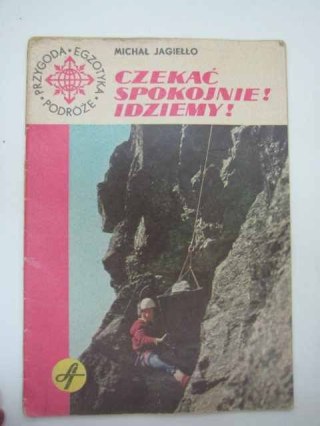 PRZYGODA • EGZOTYKA • PODRÓŻE •
MICHAŁ JAGIEŁŁO
CZEKAĆ
SPOKOJNIE!
IDZIEMY!